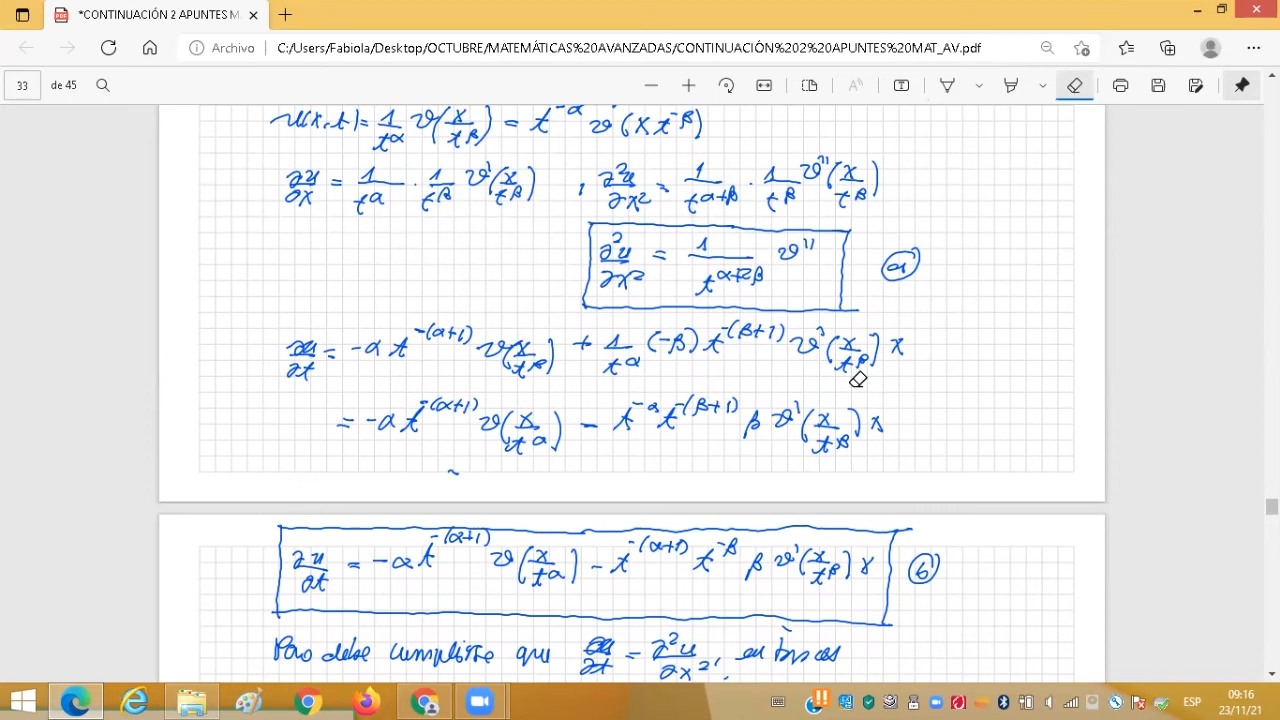 *CONTINUACIÓN 2 APUNTES M
Archivo C:/Users/Fabiola/Desktop/OCTUBRE/MATEMÁTICAS%20AVANZADAS/CONTINUACIÓN%202%20APUNTES%20MAT_AV.pdf
33 de 45
u(x,t) = 1/t^α v(x/t^β) = t^-α v(x t^-β)
∂u/∂x = 1/t^α · 1/t^β v'(x/t^β) , ∂²u/∂x² = 1/t^(α+β) · 1/t^β v''(x/t^β)
∂²u/∂x² = 1/t^(α+2β) v'' (a')
∂u/∂t = -α t^-(α+1) v(x/t^β) + 1/t^α (-β) t^-(β+1) v'(x/t^β) x
= -α t^-(α+1) v(x/t^α) - t^-α t^-(β+1) β v'(x/t^β) x
∂u/∂t = -α t^-(α+1) v(x/t^α) - t^-(α+1) t^-β β v'(x/t^β) x (b')
Pero debe cumplirse que ∂u/∂t = ∂²u/∂x², entonces
ESP 09:16
23/11/21